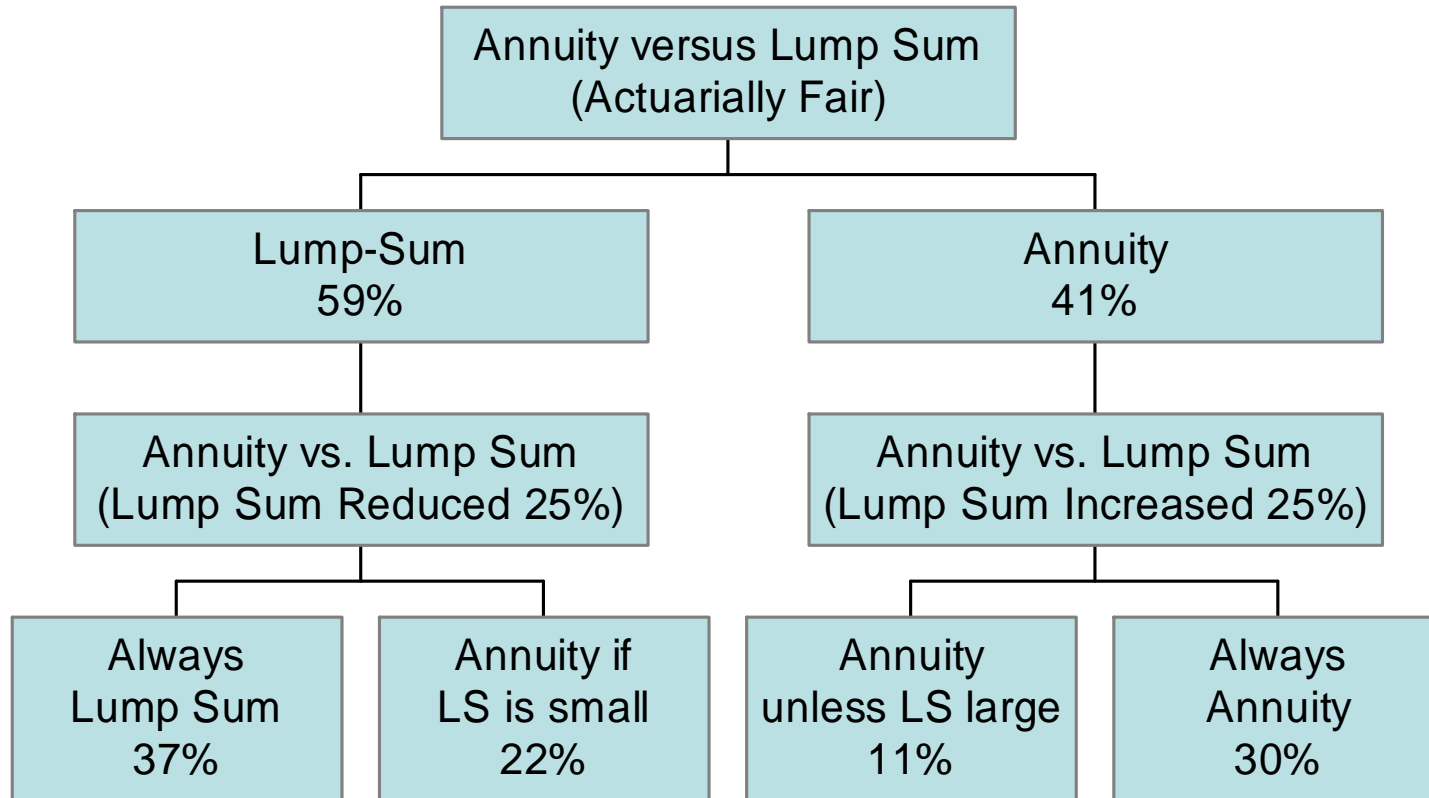 Annuity versus Lump Sum
(Actuarially Fair)
Lump-Sum
59%
Annuity
41%
Annuity vs. Lump Sum
(Lump Sum Reduced 25%)
Annuity vs. Lump Sum
(Lump Sum Increased 25%)
Always
Lump Sum
37%
Annuity if
LS is small
22%
Annuity
unless LS large
11%
Always
Annuity
30%